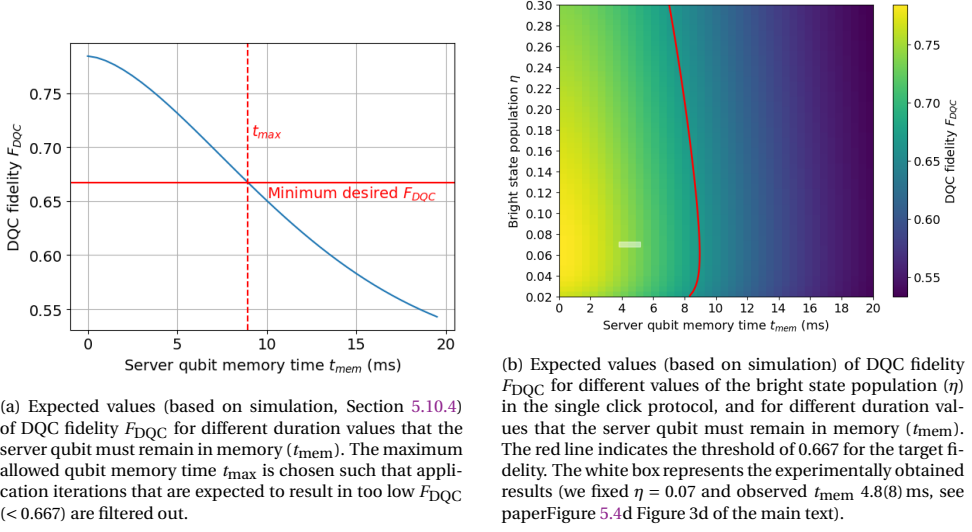 0.75
0.70
0.65
0.60
0.55
DQC fidelity F_DQC
t_max
Minimum desired F_DQC
0 5 10 15 20
Server qubit memory time t_mem (ms)
(a) Expected values (based on simulation, Section 5.10.4)
of DQC fidelity F_DQC for different duration values that the
server qubit must remain in memory (t_mem). The maximum
allowed qubit memory time t_max is chosen such that appli-
cation iterations that are expected to result in too low F_DQC
(< 0.667) are filtered out.
0.30
0.28
0.26
0.24
0.22
0.20
0.18
0.16
0.14
0.12
0.10
0.08
0.06
0.04
0.02
Bright state population η
0 2 4 6 8 10 12 14 16 18 20
Server qubit memory time t_mem (ms)
0.75
0.70
0.65
0.60
0.55
DQC fidelity F_DQC
(b) Expected values (based on simulation) of DQC fidelity
F_DQC for different values of the bright state population (η)
in the single click protocol, and for different duration val-
ues that the server qubit must remain in memory (t_mem).
The red line indicates the threshold of 0.667 for the target fi-
delity. The white box represents the experimentally obtained
results (we fixed η = 0.07 and observed t_mem 4.8(8) ms, see
paperFigure 5.4d Figure 3d of the main text).